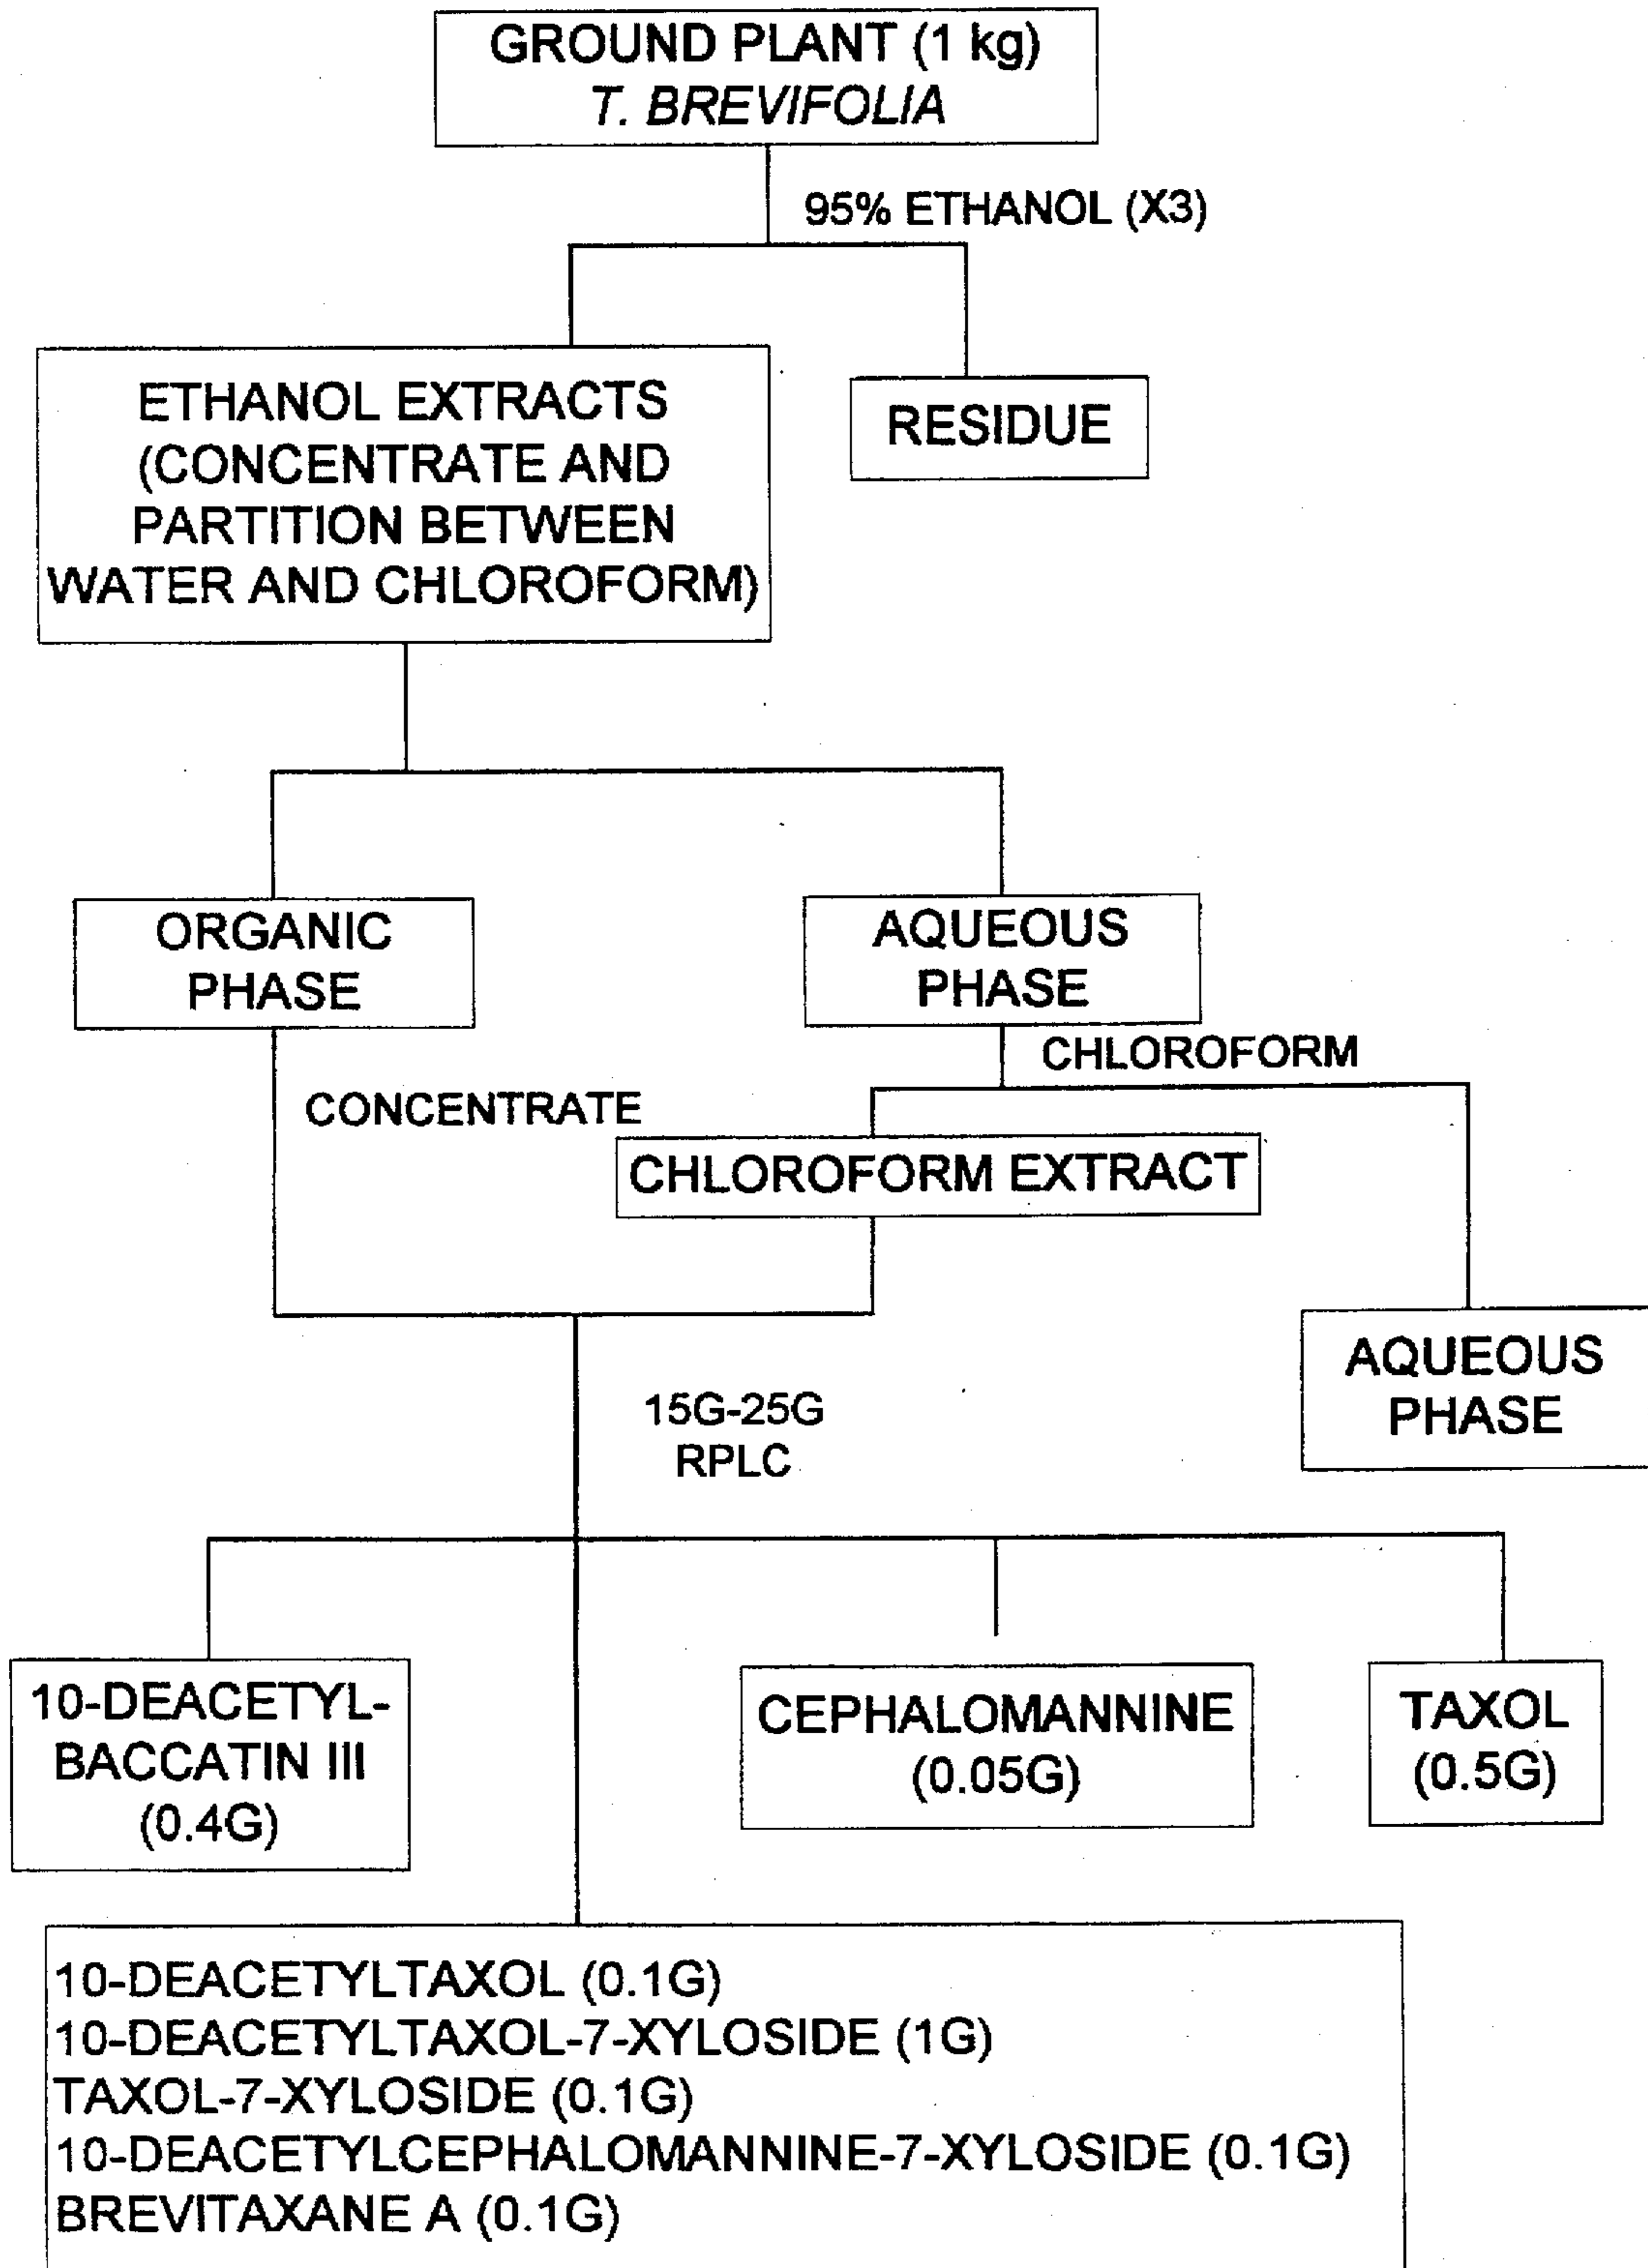 GROUND PLANT (1 kg)
T. BREVIFOLIA
95% ETHANOL (X3)
ETHANOL EXTRACTS
(CONCENTRATE AND
PARTITION BETWEEN
WATER AND CHLOROFORM)
RESIDUE
ORGANIC
PHASE
AQUEOUS
PHASE
CHLOROFORM
CONCENTRATE
CHLOROFORM EXTRACT
AQUEOUS
PHASE
15G-25G
RPLC
10-DEACETYL-
BACCATIN III
(0.4G)
CEPHALOMANNINE
(0.05G)
TAXOL
(0.5G)
10-DEACETYLTAXOL (0.1G)
10-DEACETYLTAXOL-7-XYLOSIDE (1G)
TAXOL-7-XYLOSIDE (0.1G)
10-DEACETYLCEPHALOMANNINE-7-XYLOSIDE (0.1G)
BREVITAXANE A (0.1G)